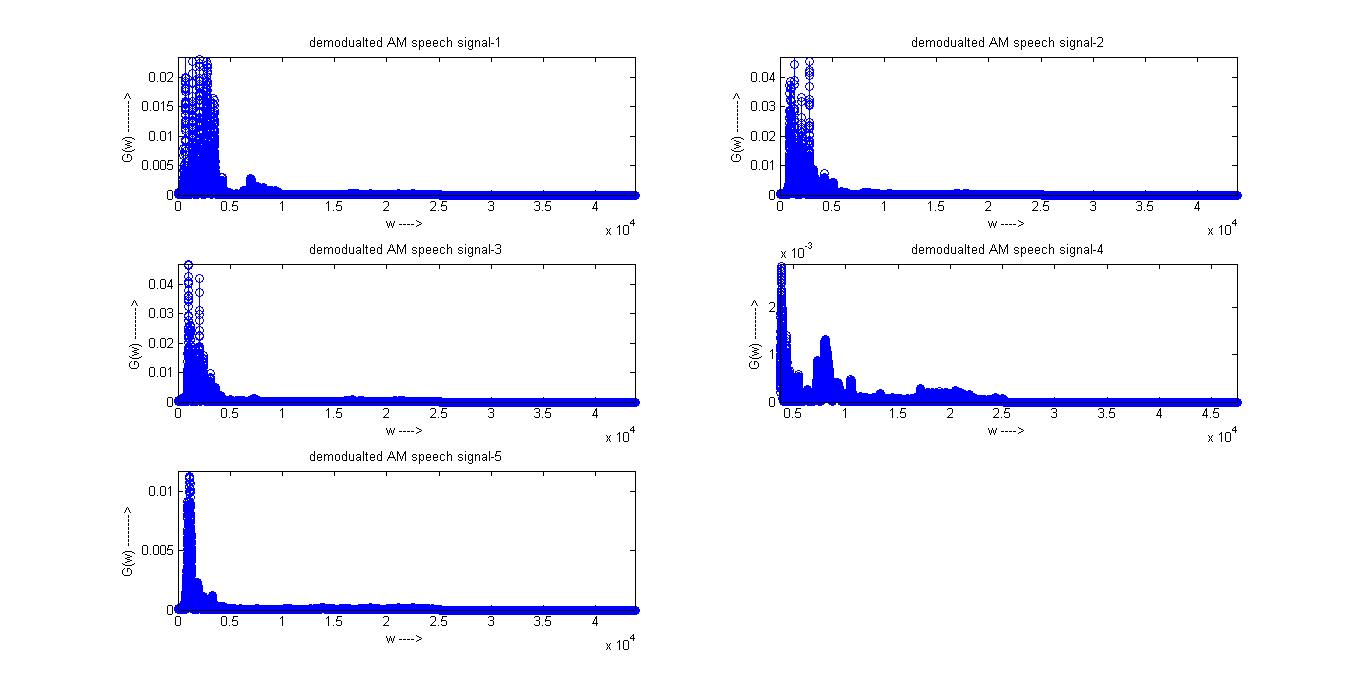 demodualted AM speech signal-1
0.02
0.015
0.01
0.005
0
G(w) ------->
0 0.5 1 1.5 2 2.5 3 3.5 4
w ---->
x 10^4
demodualted AM speech signal-2
0.04
0.03
0.02
0.01
0
G(w) ------->
0 0.5 1 1.5 2 2.5 3 3.5 4
w ---->
x 10^4
demodualted AM speech signal-3
0.04
0.03
0.02
0.01
0
G(w) ------->
0 0.5 1 1.5 2 2.5 3 3.5 4
w ---->
x 10^4
demodualted AM speech signal-4
x 10^-3
2
1
0
G(w) ------->
0.5 1 1.5 2 2.5 3 3.5 4 4.5
w ---->
x 10^4
demodualted AM speech signal-5
0.01
0.005
0
G(w) ------->
0 0.5 1 1.5 2 2.5 3 3.5 4
w ---->
x 10^4